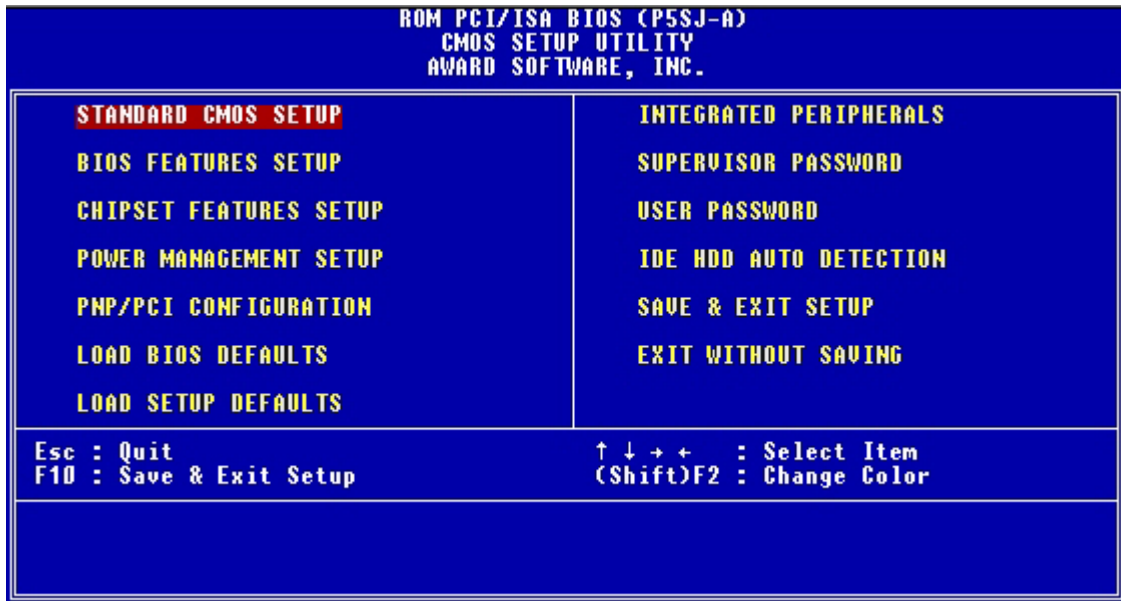 ROM PCI/ISA BIOS (P5SJ-A)
CMOS SETUP UTILITY
AWARD SOFTWARE, INC.
STANDARD CMOS SETUP
BIOS FEATURES SETUP
CHIPSET FEATURES SETUP
POWER MANAGEMENT SETUP
PNP/PCI CONFIGURATION
LOAD BIOS DEFAULTS
LOAD SETUP DEFAULTS
INTEGRATED PERIPHERALS
SUPERVISOR PASSWORD
USER PASSWORD
IDE HDD AUTO DETECTION
SAVE & EXIT SETUP
EXIT WITHOUT SAVING
Esc : Quit
F10 : Save & Exit Setup
↑ ↓ → ← : Select Item
(Shift)F2 : Change Color